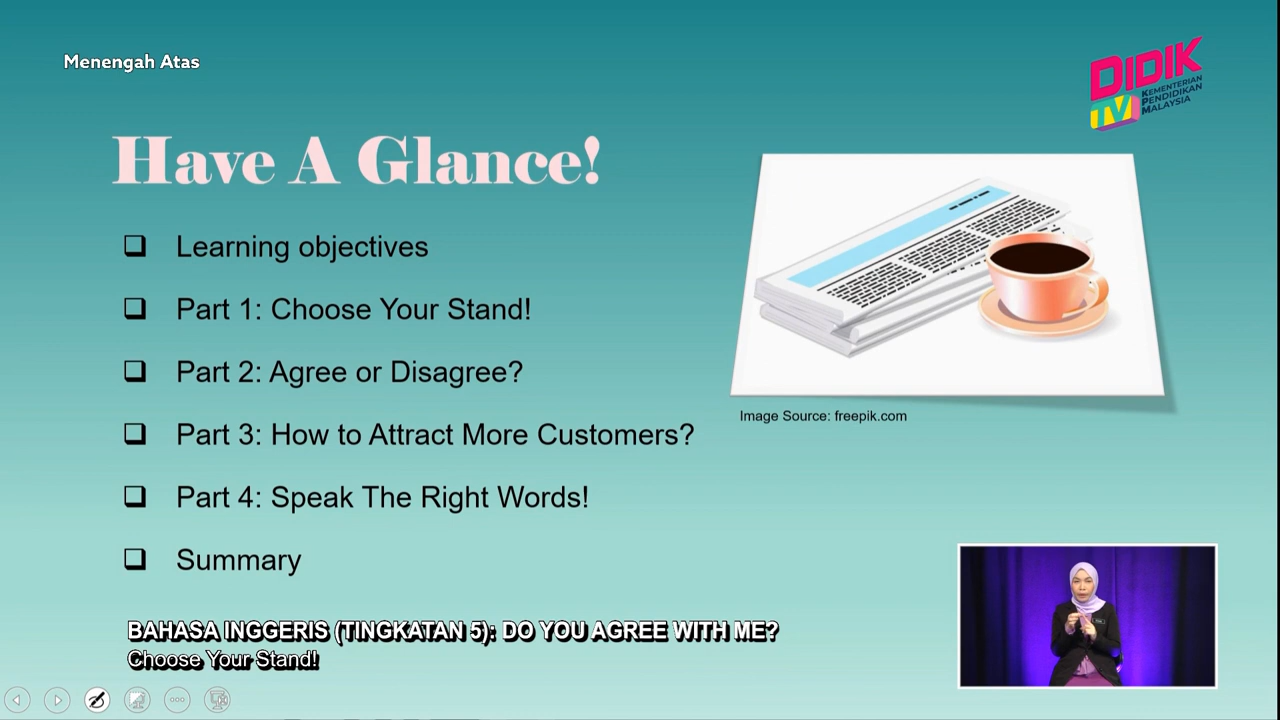 Menengah Atas
DIDIK
TV
KEMENTERIAN
PENDIDIKAN
MALAYSIA
Have A Glance!
Learning objectives
Part 1: Choose Your Stand!
Part 2: Agree or Disagree?
Part 3: How to Attract More Customers?
Part 4: Speak The Right Words!
Summary
Image Source: freepik.com
BAHASA INGGERIS (TINGKATAN 5): DO YOU AGREE WITH ME?
Choose Your Stand!